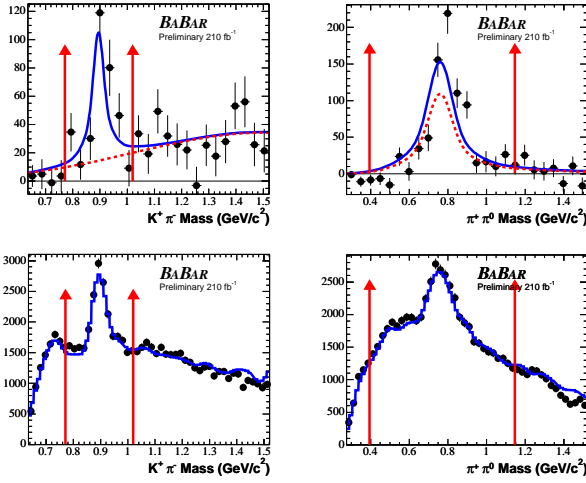 120
100
80
60
40
20
0
BABAR
Preliminary 210 fb-1
0.7 0.8 0.9 1 1.1 1.2 1.3 1.4 1.5
K+ π- Mass (GeV/c2)
200
150
100
50
0
BABAR
Preliminary 210 fb-1
0.4 0.6 0.8 1 1.2 1.4
π+ π0 Mass (GeV/c2)
3000
2500
2000
1500
1000
500
0
BABAR
Preliminary 210 fb-1
0.7 0.8 0.9 1 1.1 1.2 1.3 1.4 1.5
K+ π- Mass (GeV/c2)
2500
2000
1500
1000
500
0
BABAR
Preliminary 210 fb-1
0.4 0.6 0.8 1 1.2 1.4
π+ π0 Mass (GeV/c2)